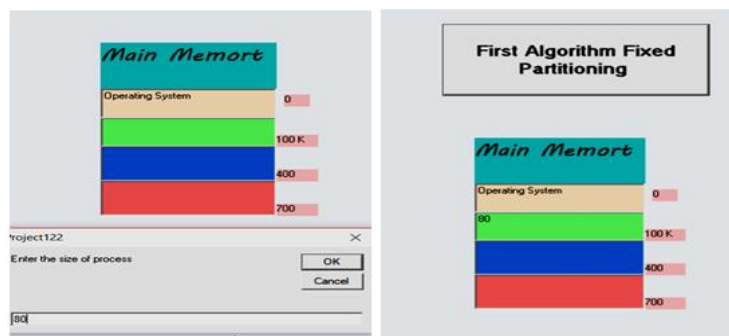 Main Memort
Operating System
0
100 K
400
700
Project122
Enter the size of process
OK
Cancel
80
First Algorithm Fixed
Partitioning
Main Memort
Operating System
0
80
100 K
400
700